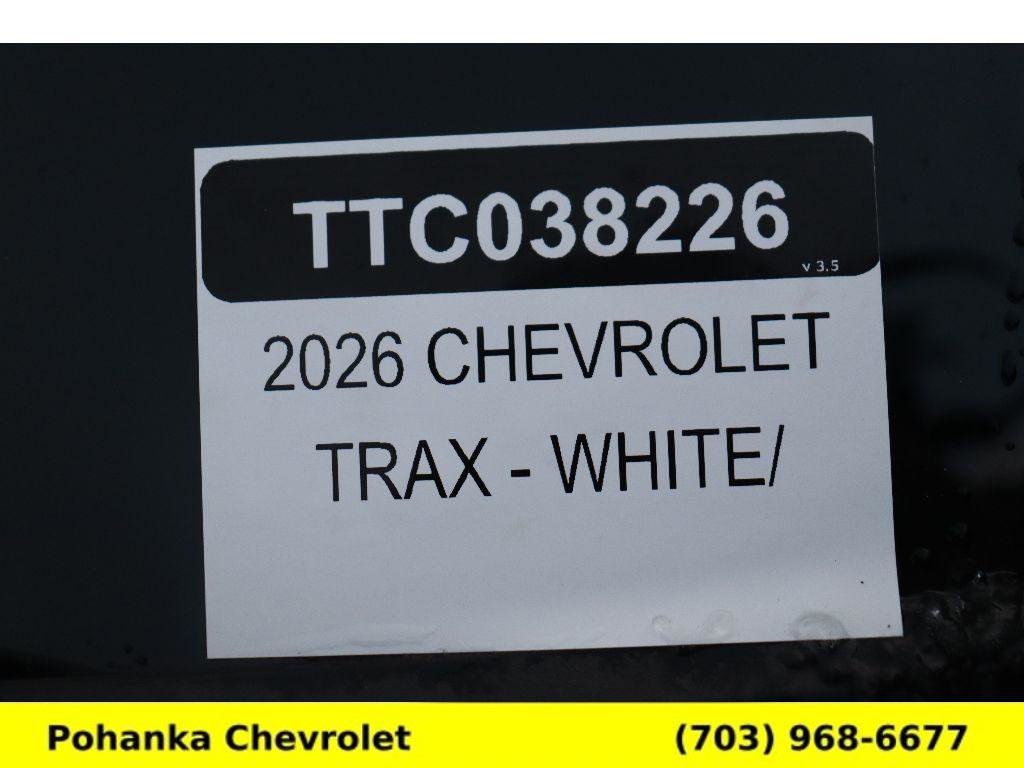 TTC038226
v 3.5
2026 CHEVROLET
TRAX - WHITE/
Pohanka Chevrolet (703) 968-6677